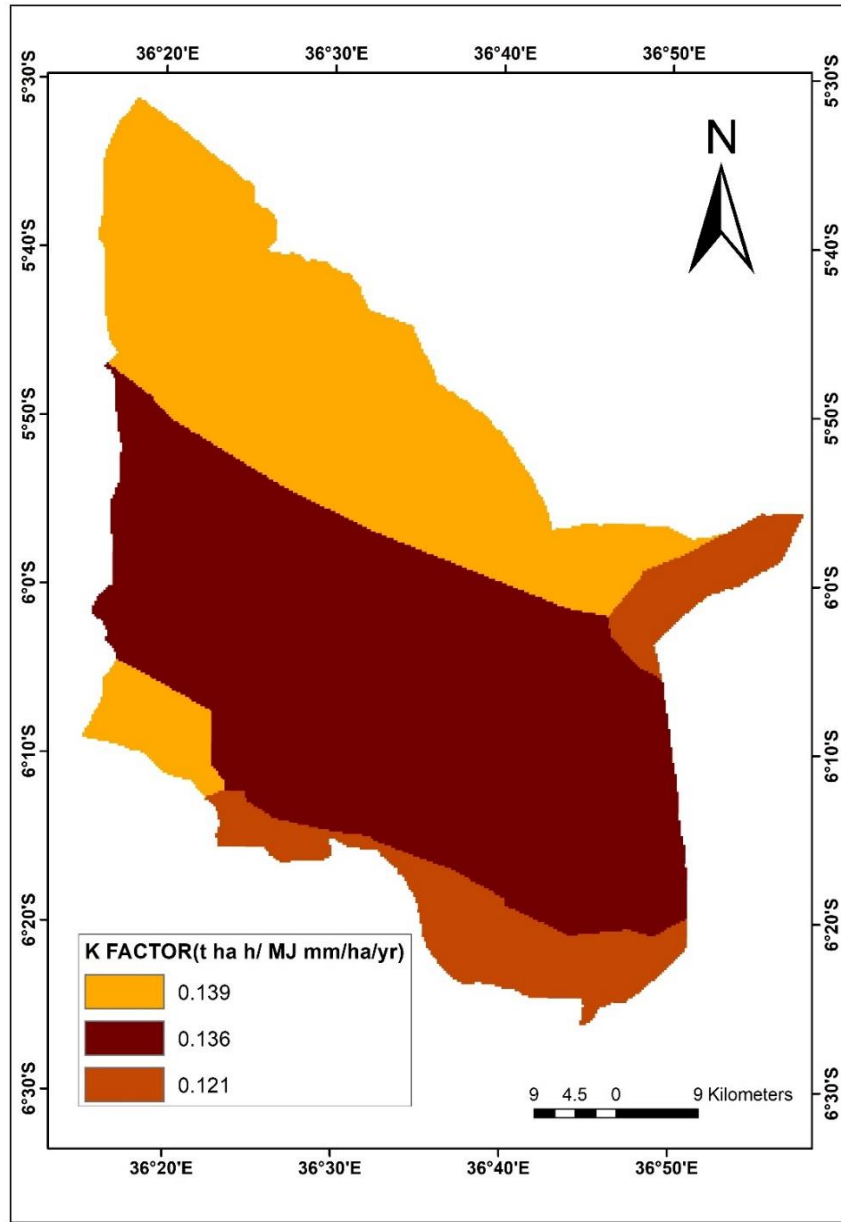 36°20'E 36°30'E 36°40'E 36°50'E
5°30'S 5°30'S
N
5°40'S 5°40'S
5°50'S 5°50'S
6°0'S 6°0'S
6°10'S 6°10'S
6°20'S 6°20'S
K FACTOR(t ha h/ MJ mm/ha/yr)
0.139
0.136
0.121
6°30'S 6°30'S
9 4.5 0 9 Kilometers
36°20'E 36°30'E 36°40'E 36°50'E